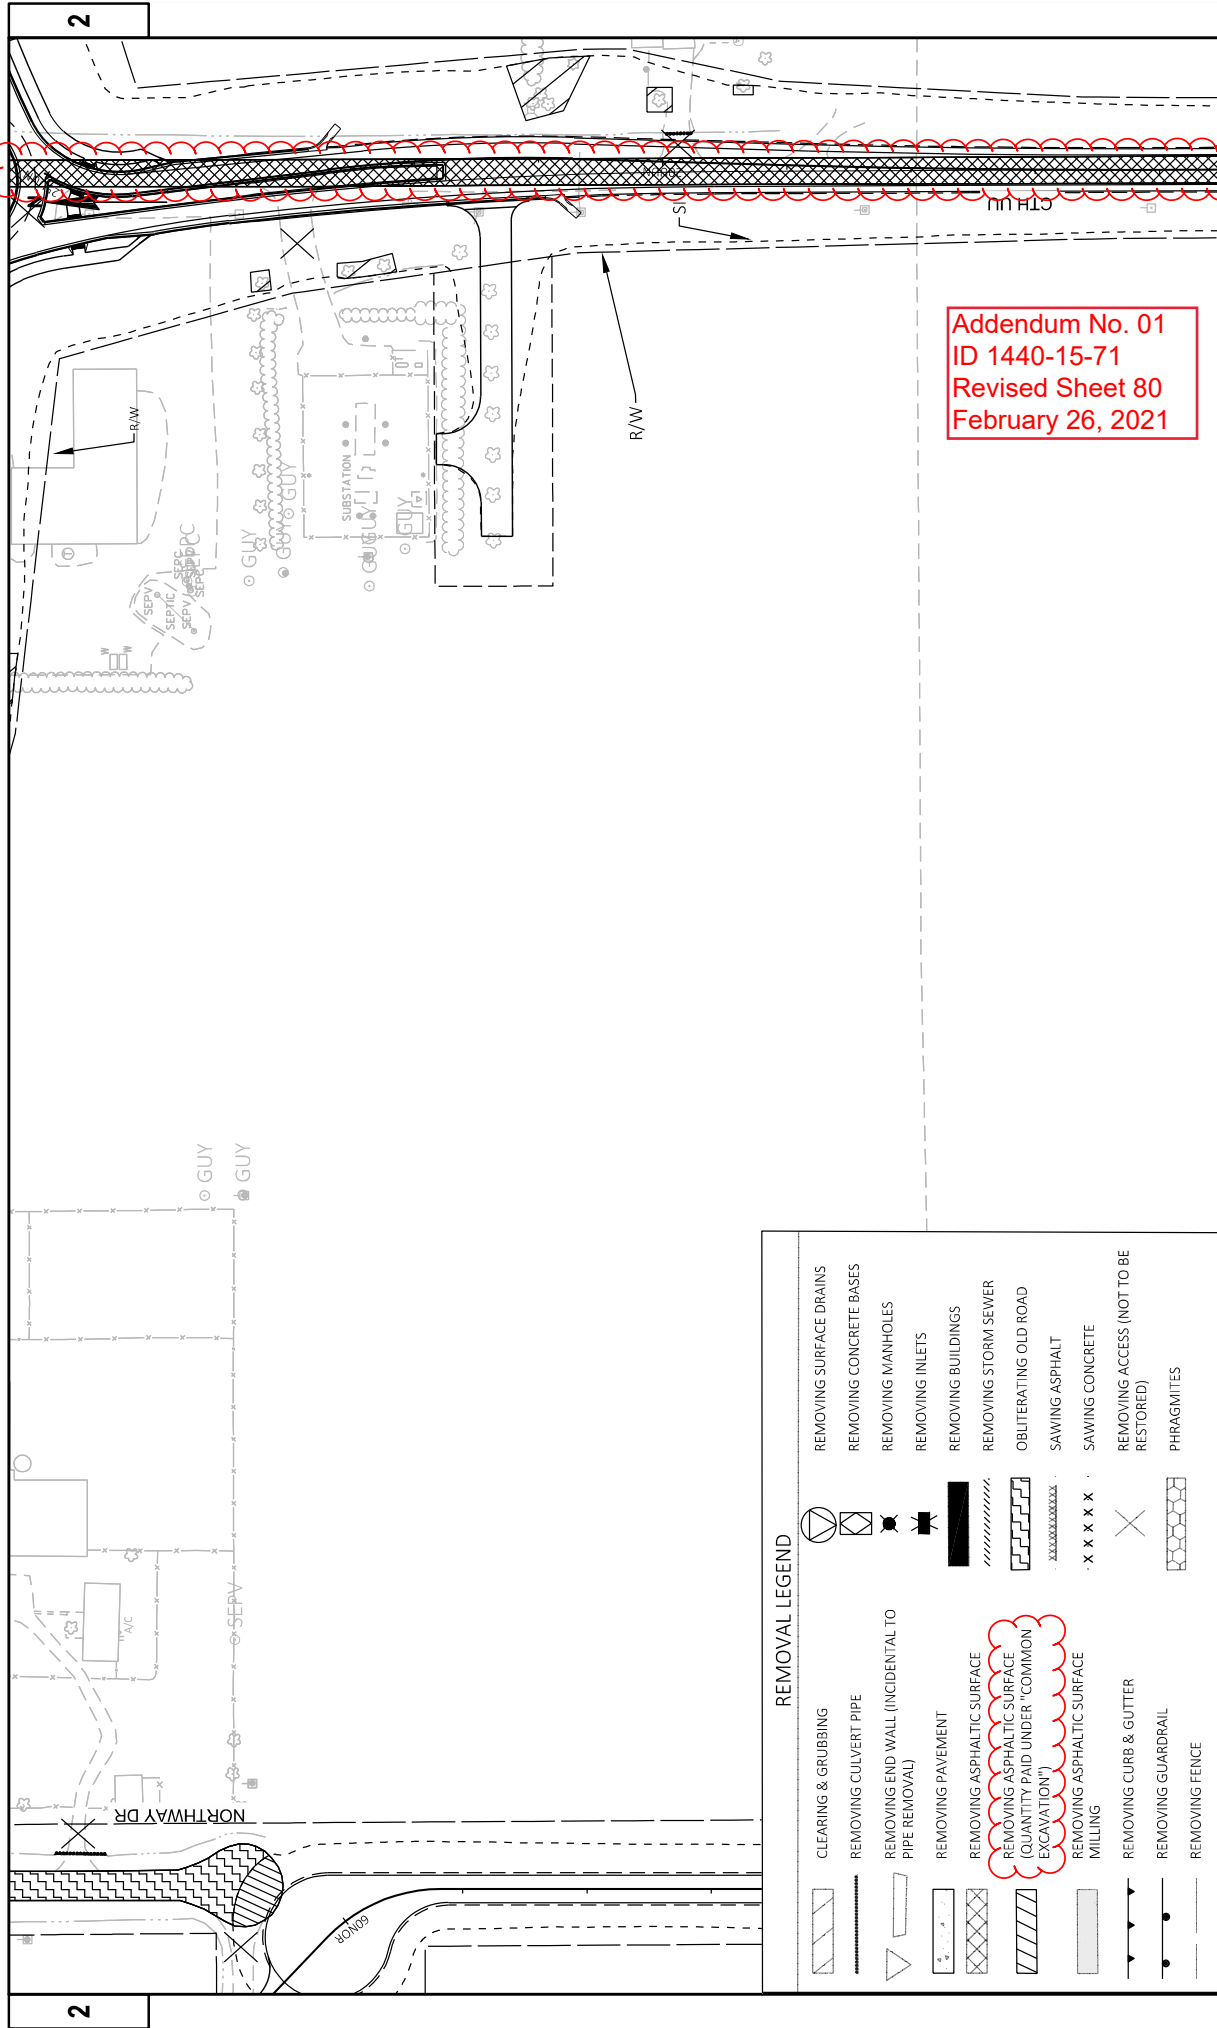 2
CTH UU
SI
R/W
R/W
Addendum No. 01
ID 1440-15-71
Revised Sheet 80
February 26, 2021
SUBSTATION
GUY
GUY
GUY
SEPV
SEPTIC
SEPV
SEPC
W
W
GUY
GUY
SEPV
A/C
NORTHWAY DR
60NOR
REMOVAL LEGEND
CLEARING & GRUBBING
REMOVING CULVERT PIPE
REMOVING END WALL (INCIDENTAL TO
PIPE REMOVAL)
REMOVING PAVEMENT
REMOVING ASPHALTIC SURFACE
REMOVING ASPHALTIC SURFACE
(QUANTITY PAID UNDER "COMMON
EXCAVATION")
REMOVING ASPHALTIC SURFACE
MILLING
REMOVING CURB & GUTTER
REMOVING GUARDRAIL
REMOVING FENCE
REMOVING SURFACE DRAINS
REMOVING CONCRETE BASES
REMOVING MANHOLES
REMOVING INLETS
REMOVING BUILDINGS
REMOVING STORM SEWER
OBLITERATING OLD ROAD
SAWING ASPHALT
SAWING CONCRETE
REMOVING ACCESS (NOT TO BE
RESTORED)
PHRAGMITES
2